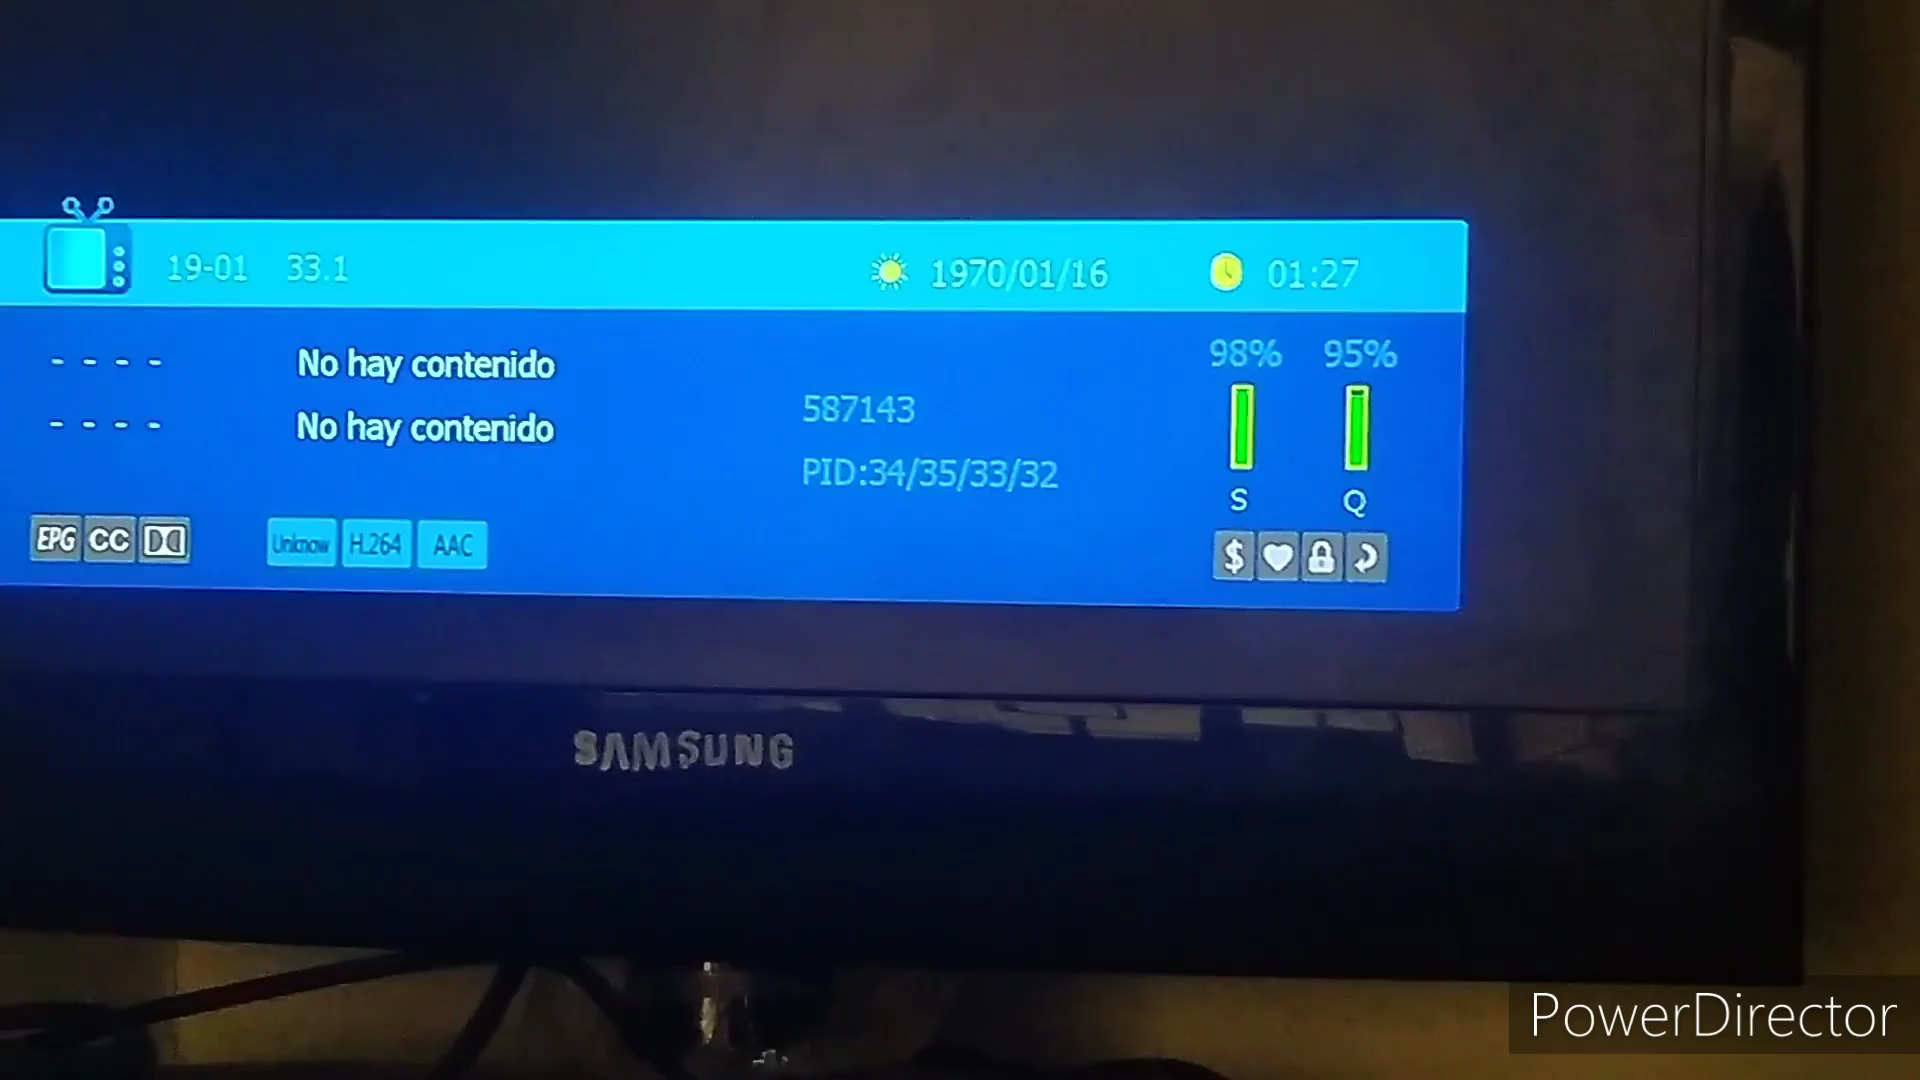 19-01 33.1 1970/01/16 01:27
- - - - No hay contenido
- - - - No hay contenido
587143
PID:34/35/33/32
98% 95%
S Q
EPG CC Unknow H.264 AAC $
SAMSUNG
PowerDirector